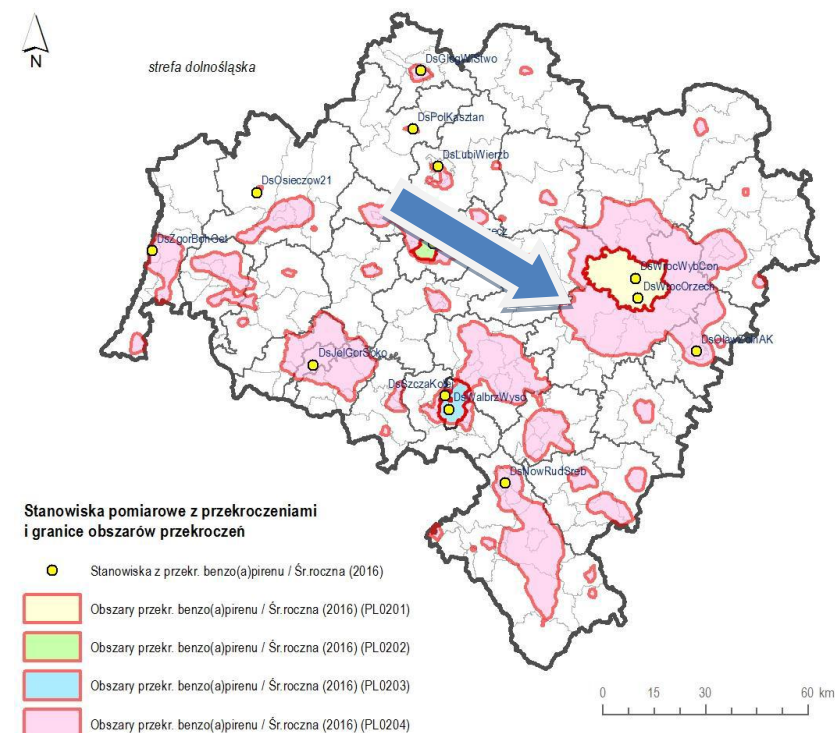 N
strefa dolnośląska
DsGlogWiStwo
DsPolKasztan
DsLubiWierzb
DsOsieczow21
DsZgorBohGet
DsWrocWybCon
DsWrocOrzech
DsJelGorSoko
DsSzczaKole
DsWalbrzWyso
DsNowRudSreb
Stanowiska pomiarowe z przekroczeniami
i granice obszarów przekroczeń
Stanowiska z przekr. benzo(a)pirenu / Śr.roczna (2016)
Obszary przekr. benzo(a)pirenu / Śr.roczna (2016) (PL0201)
Obszary przekr. benzo(a)pirenu / Śr.roczna (2016) (PL0202)
Obszary przekr. benzo(a)pirenu / Śr.roczna (2016) (PL0203)
Obszary przekr. benzo(a)pirenu / Śr.roczna (2016) (PL0204)
0 15 30 60 km